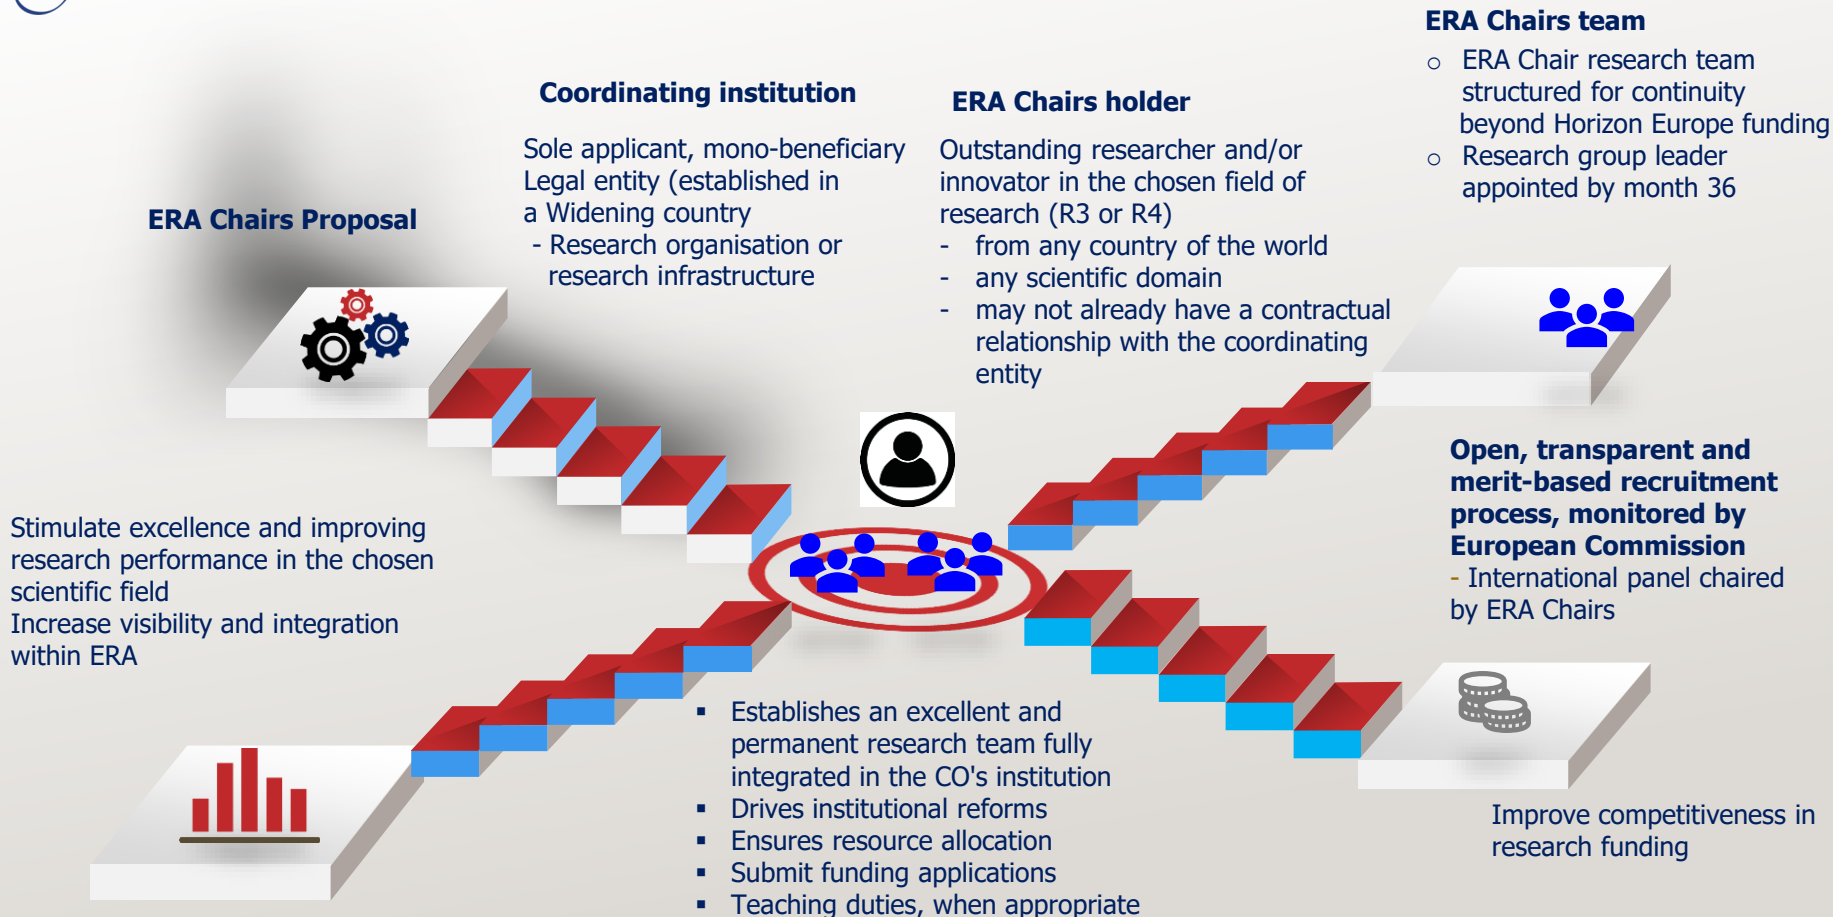 ERA Chairs Proposal
Coordinating institution
Sole applicant, mono-beneficiary
Legal entity (established in
a Widening country
- Research organisation or
research infrastructure
ERA Chairs holder
Outstanding researcher and/or
innovator in the chosen field of
research (R3 or R4)
- from any country of the world
- any scientific domain
- may not already have a contractual
relationship with the coordinating
entity
ERA Chairs team
o ERA Chair research team
structured for continuity
beyond Horizon Europe funding
o Research group leader
appointed by month 36
Open, transparent and
merit-based recruitment
process, monitored by
European Commission
- International panel chaired
by ERA Chairs
Stimulate excellence and improving
research performance in the chosen
scientific field
Increase visibility and integration
within ERA
▪ Establishes an excellent and
permanent research team fully
integrated in the CO's institution
▪ Drives institutional reforms
▪ Ensures resource allocation
▪ Submit funding applications
▪ Teaching duties, when appropriate
Improve competitiveness in
research funding